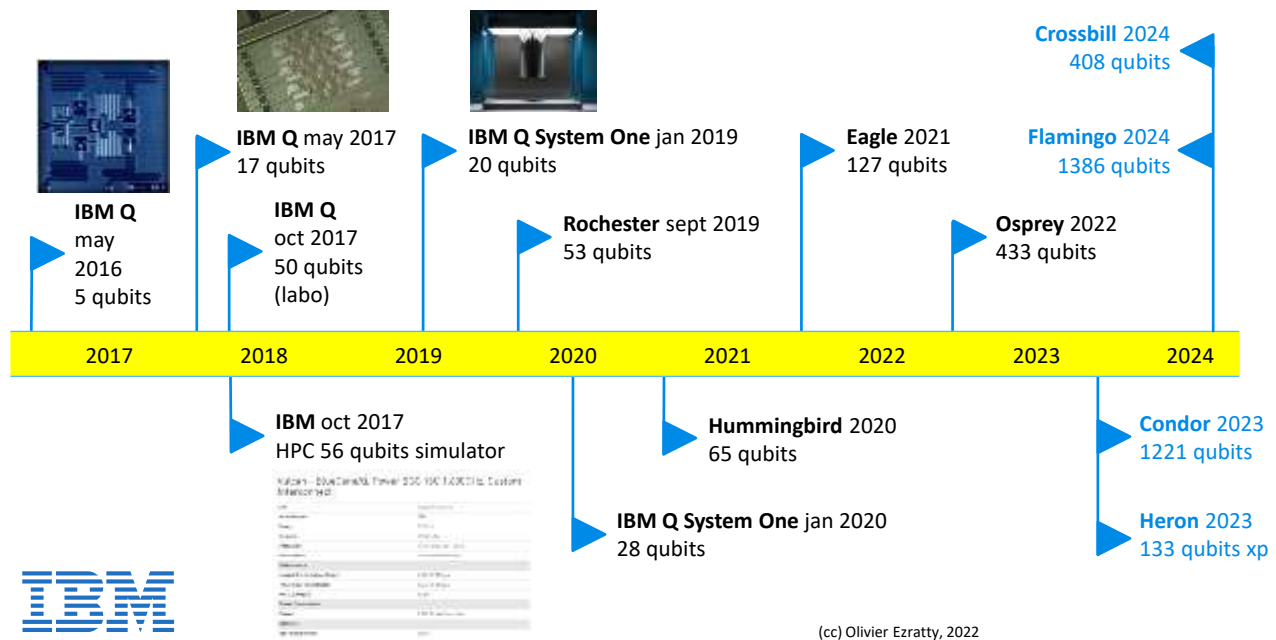 Crossbill 2024
408 qubits
IBM Q may 2017
17 qubits
IBM Q System One jan 2019
20 qubits
Eagle 2021
127 qubits
Flamingo 2024
1386 qubits
IBM Q
may
2016
5 qubits
IBM Q
oct 2017
50 qubits
(labo)
Rochester sept 2019
53 qubits
Osprey 2022
433 qubits
2017 2018 2019 2020 2021 2022 2023 2024
IBM oct 2017
HPC 56 qubits simulator
Hummingbird 2020
65 qubits
Condor 2023
1221 qubits
IBM Q System One jan 2020
28 qubits
Heron 2023
133 qubits xp
IBM
(cc) Olivier Ezratty, 2022